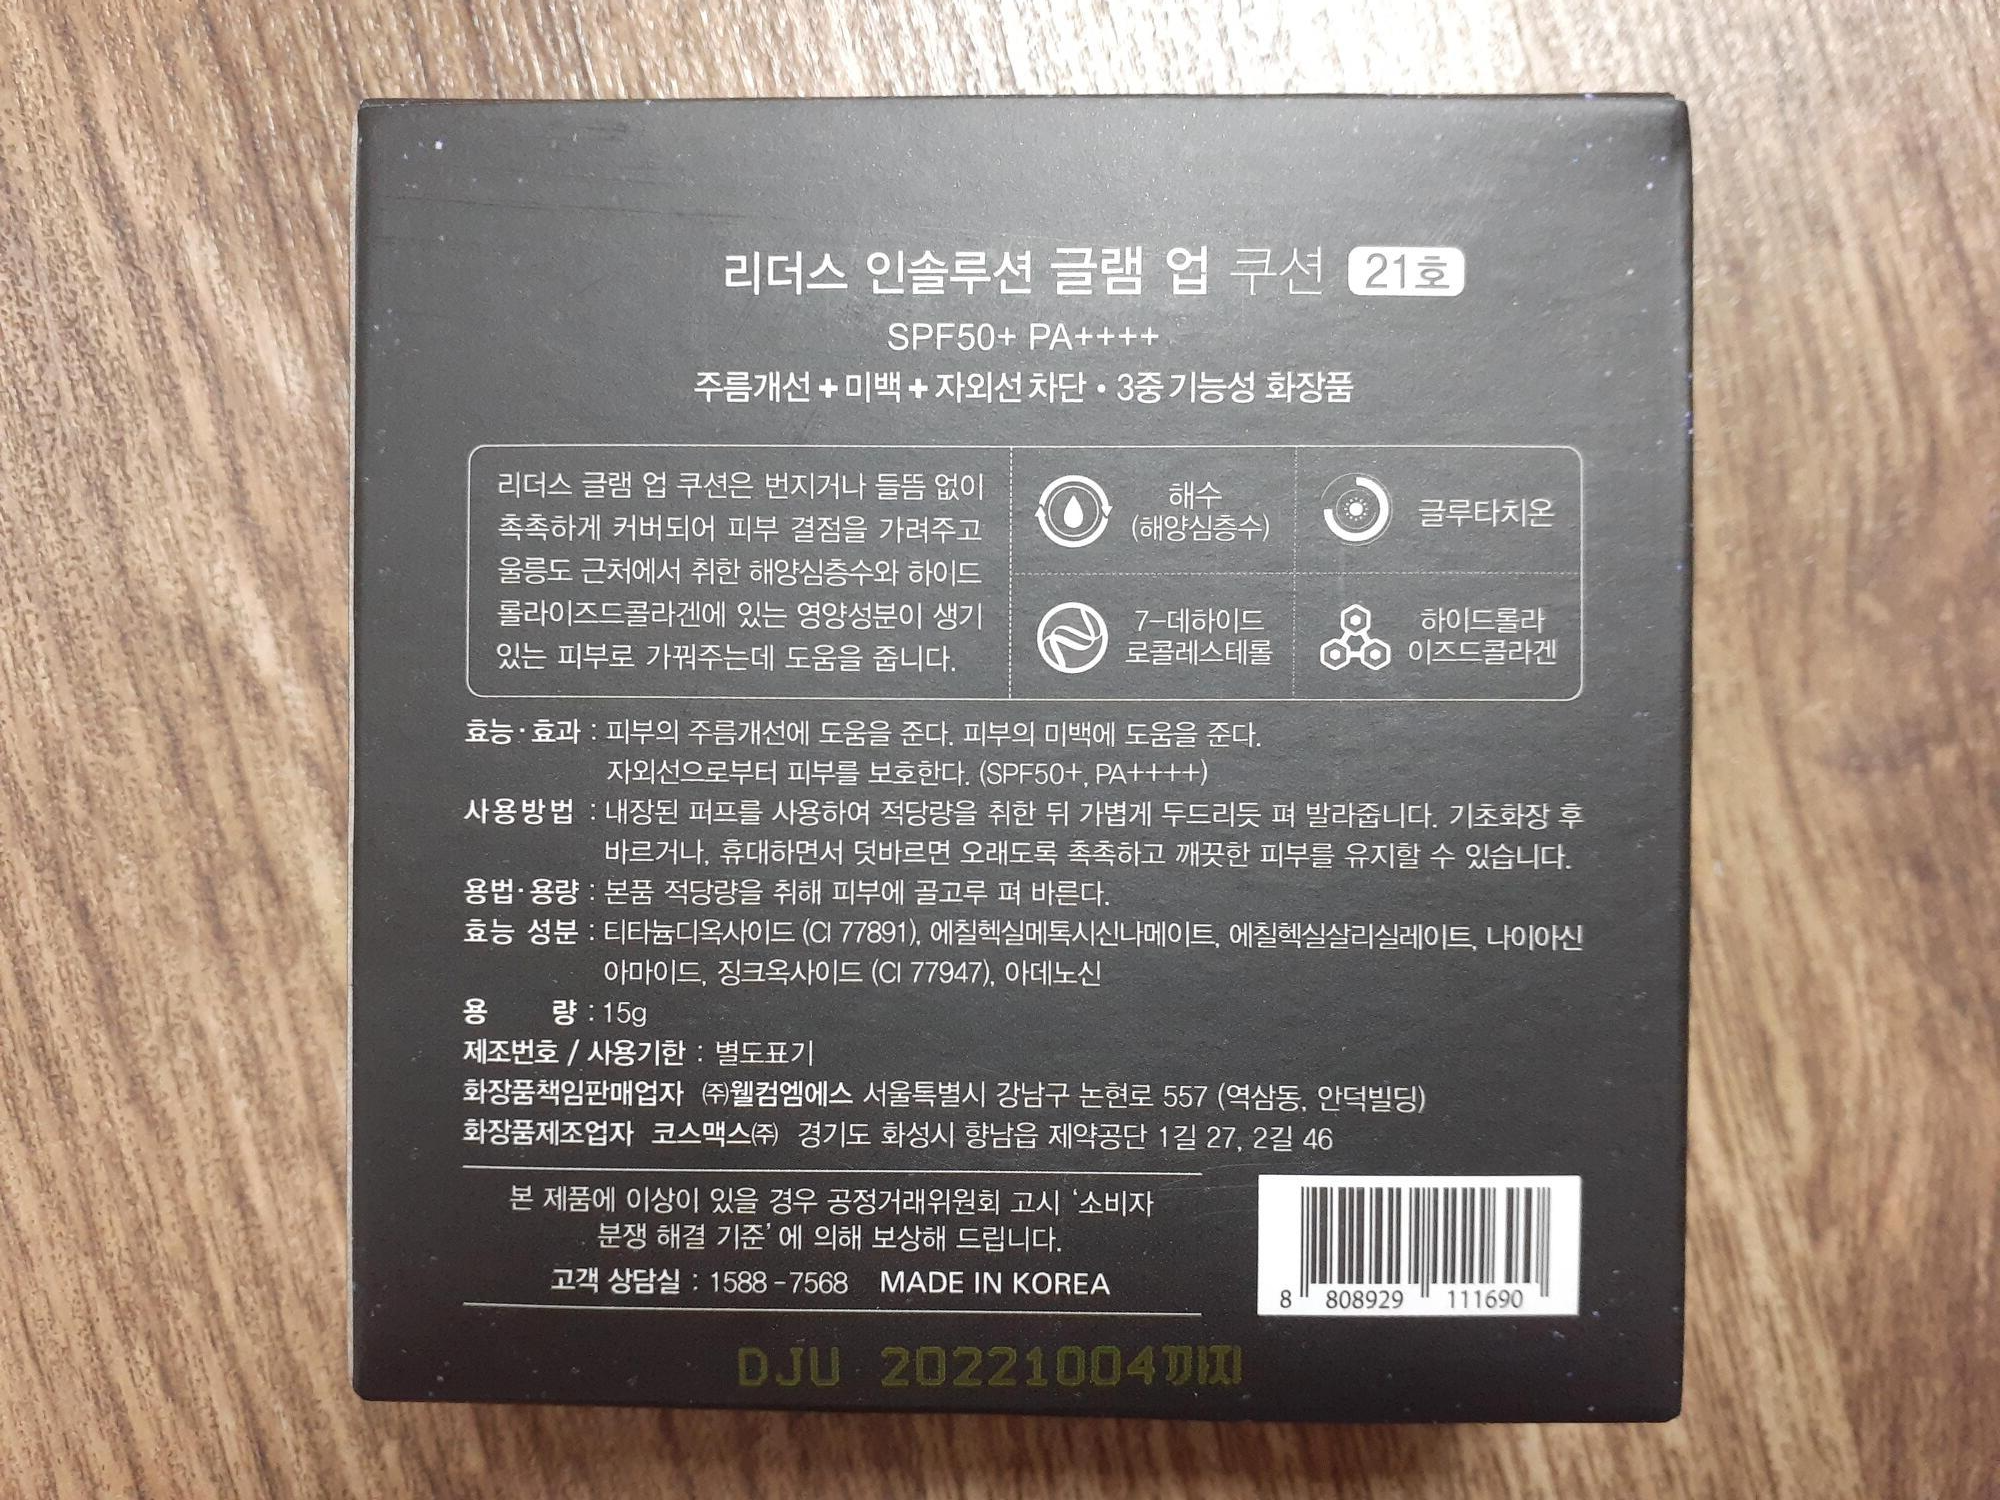 리더스 인솔루션 글램 업 쿠션 21호
SPF50+ PA++++
주름개선+미백+자외선차단•3중기능성 화장품
리더스 글램 업 쿠션은 번지거나 들뜸 없이
촉촉하게 커버되어 피부 결점을 가려주고
울릉도 근처에서 취한 해양심층수와 하이드
롤라이즈드콜라겐에 있는 영양성분이 생기
있는 피부로 가꿔주는데 도움을 줍니다.
해수
(해양심층수)
글루타치온
7-데하이드
로콜레스테롤
하이드롤라
이즈드콜라겐
효능·효과 : 피부의 주름개선에 도움을 준다. 피부의 미백에 도움을 준다.
자외선으로부터 피부를 보호한다. (SPF50+, PA++++)
사용방법 : 내장된 퍼프를 사용하여 적당량을 취한 뒤 가볍게 두드리듯 펴 발라줍니다. 기초화장 후
바르거나, 휴대하면서 덧바르면 오래도록 촉촉하고 깨끗한 피부를 유지할 수 있습니다.
용법·용량 : 본품 적당량을 취해 피부에 골고루 펴 바른다.
효능 성분 : 티타늄디옥사이드 (CI 77891), 에칠헥실메톡시신나메이트, 에칠헥실살리실레이트, 나이아신
아마이드, 징크옥사이드 (CI 77947), 아데노신
용 량 : 15g
제조번호 / 사용기한 : 별도표기
화장품책임판매업자 ㈜웰컴엠에스 서울특별시 강남구 논현로 557 (역삼동, 안덕빌딩)
화장품제조업자 코스맥스㈜ 경기도 화성시 향남읍 제약공단 1길 27, 2길 46
본 제품에 이상이 있을 경우 공정거래위원회 고시 ‘소비자
분쟁 해결 기준’ 에 의해 보상해 드립니다.
고객 상담실 : 1588-7568 MADE IN KOREA
8 808929 111690
DJU 20221004까지